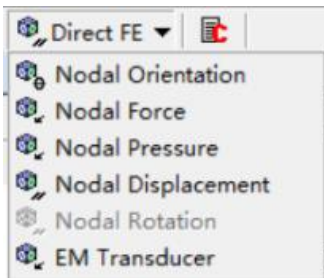 Direct FE
Nodal Orientation
Nodal Force
Nodal Pressure
Nodal Displacement
Nodal Rotation
EM Transducer